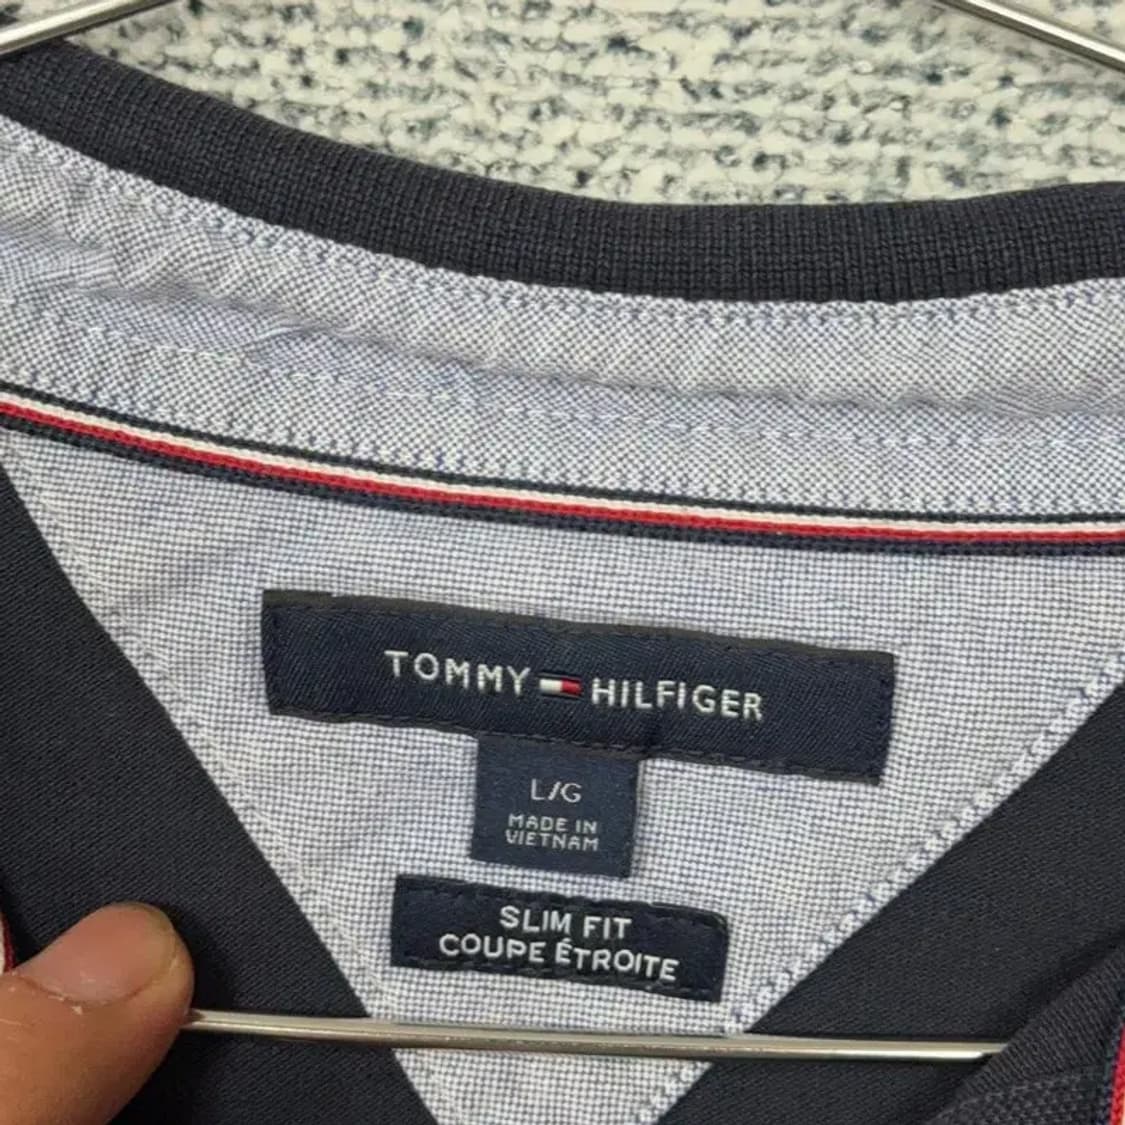 TOMMY HILFIGER
L/G
MADE IN
VIETNAM
SLIM FIT
COUPE ÉTROITE